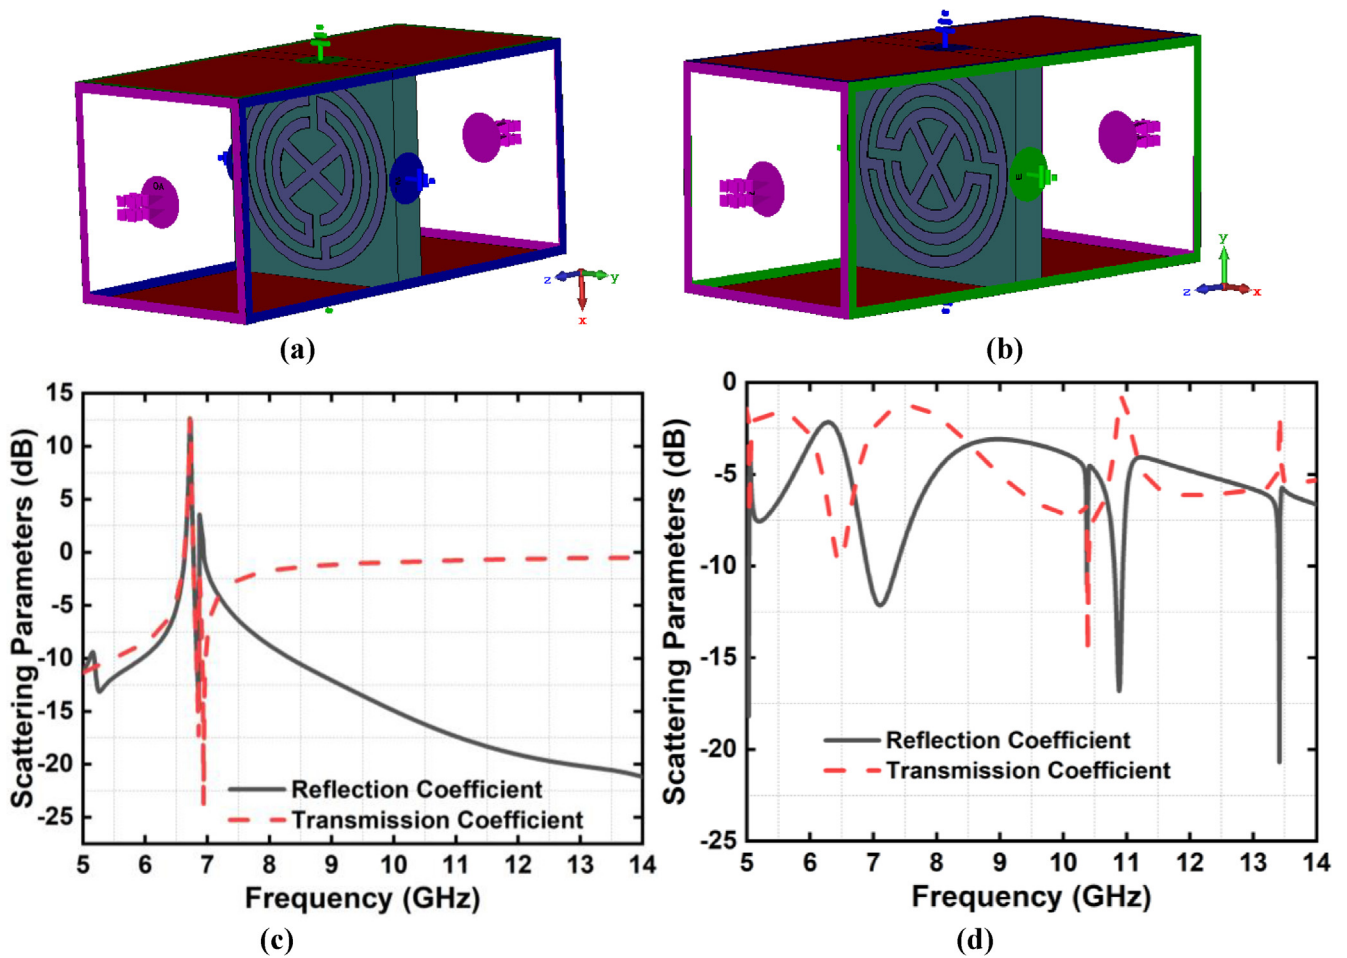 z
y
x
(a)
y
z
x
(b)
15
10
5
0
-5
-10
-15
-20
-25
Scattering Parameters (dB)
Reflection Coefficient
Transmission Coefficient
5 6 7 8 9 10 11 12 13 14
Frequency (GHz)
(c)
0
-5
-10
-15
-20
-25
Scattering Parameters (dB)
Reflection Coefficient
Transmission Coefficient
5 6 7 8 9 10 11 12 13 14
Frequency (GHz)
(d)